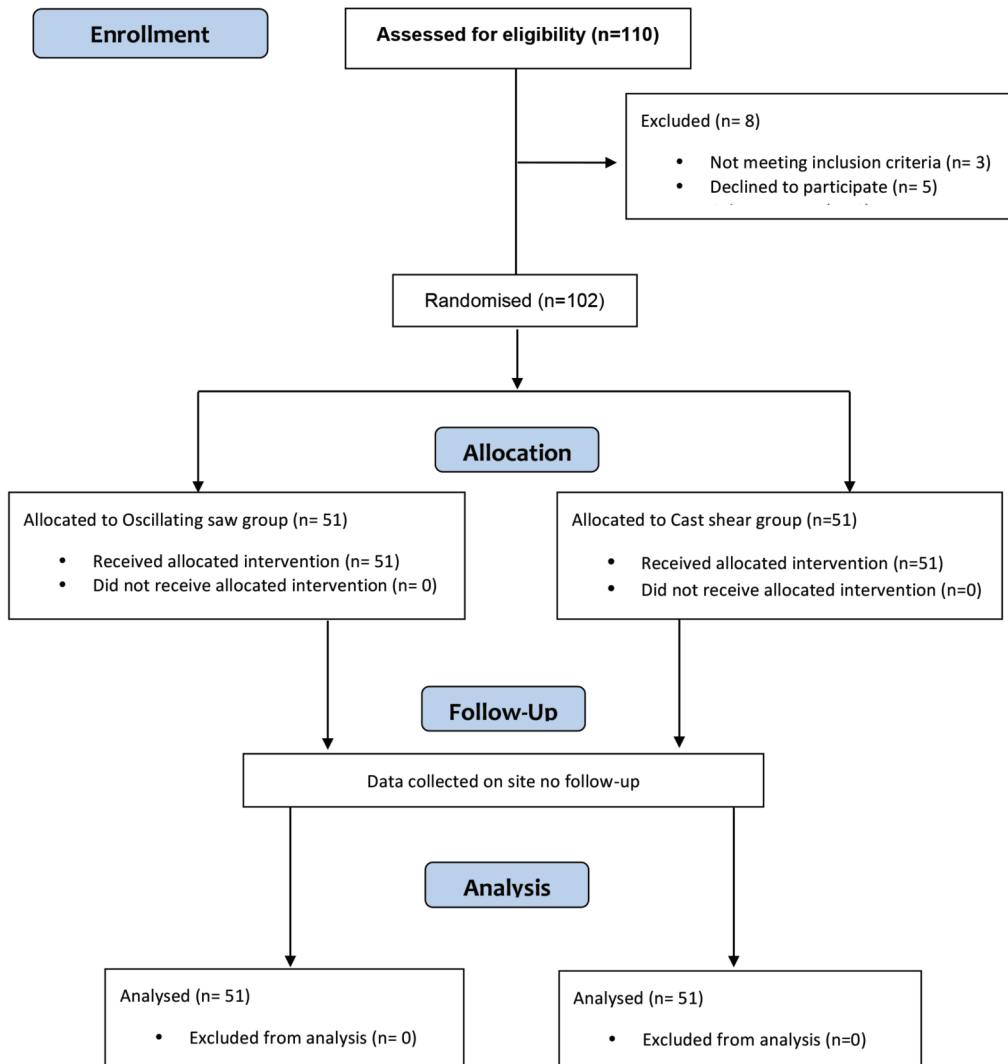 Enrollment
Assessed for eligibility (n=110)
Excluded (n= 8)
• Not meeting inclusion criteria (n= 3)
• Declined to participate (n= 5)
Randomised (n=102)
Allocation
Allocated to Oscillating saw group (n= 51)
• Received allocated intervention (n= 51)
• Did not receive allocated intervention (n= 0)
Allocated to Cast shear group (n=51)
• Received allocated intervention (n=51)
• Did not receive allocated intervention (n=0)
Follow-Up
Data collected on site no follow-up
Analysis
Analysed (n= 51)
• Excluded from analysis (n= 0)
Analysed (n= 51)
• Excluded from analysis (n=0)